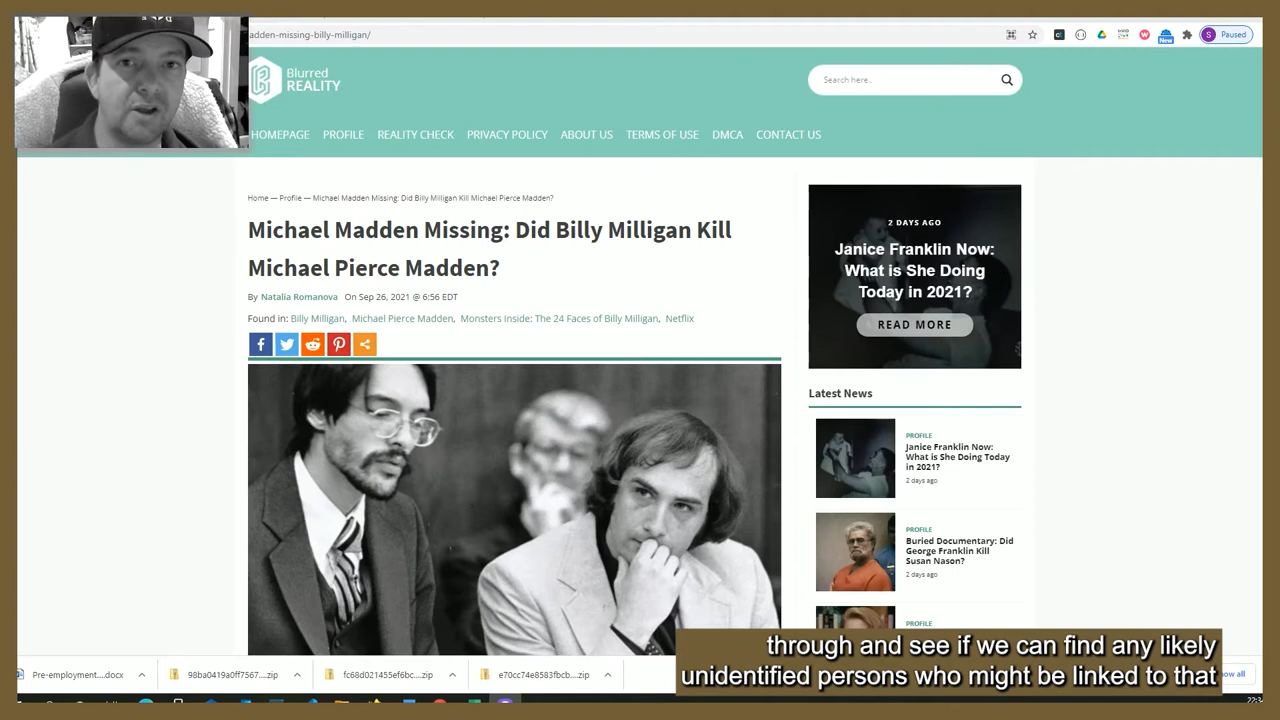 adden-missing-billy-milligan/
Paused
New
Blurred
REALITY
Search here..
HOMEPAGE PROFILE REALITY CHECK PRIVACY POLICY ABOUT US TERMS OF USE DMCA CONTACT US
Home — Profile — Michael Madden Missing: Did Billy Milligan Kill Michael Pierce Madden?
Michael Madden Missing: Did Billy Milligan Kill
Michael Pierce Madden?
By Natalia Romanova On Sep 26, 2021 @ 6:56 EDT
Found in: Billy Milligan, Michael Pierce Madden, Monsters Inside: The 24 Faces of Billy Milligan, Netflix
2 DAYS AGO
Janice Franklin Now:
What is She Doing
Today in 2021?
READ MORE
Latest News
PROFILE
Janice Franklin Now:
What is She Doing Today
in 2021?
2 days ago
PROFILE
Buried Documentary: Did
George Franklin Kill
Susan Nason?
2 days ago
PROFILE
through and see if we can find any likely
unidentified persons who might be linked to that
Pre-employment....docx 98ba0419a0ff7567....zip fc68d021455ef6bc....zip e70cc74e8583fbcb....zip